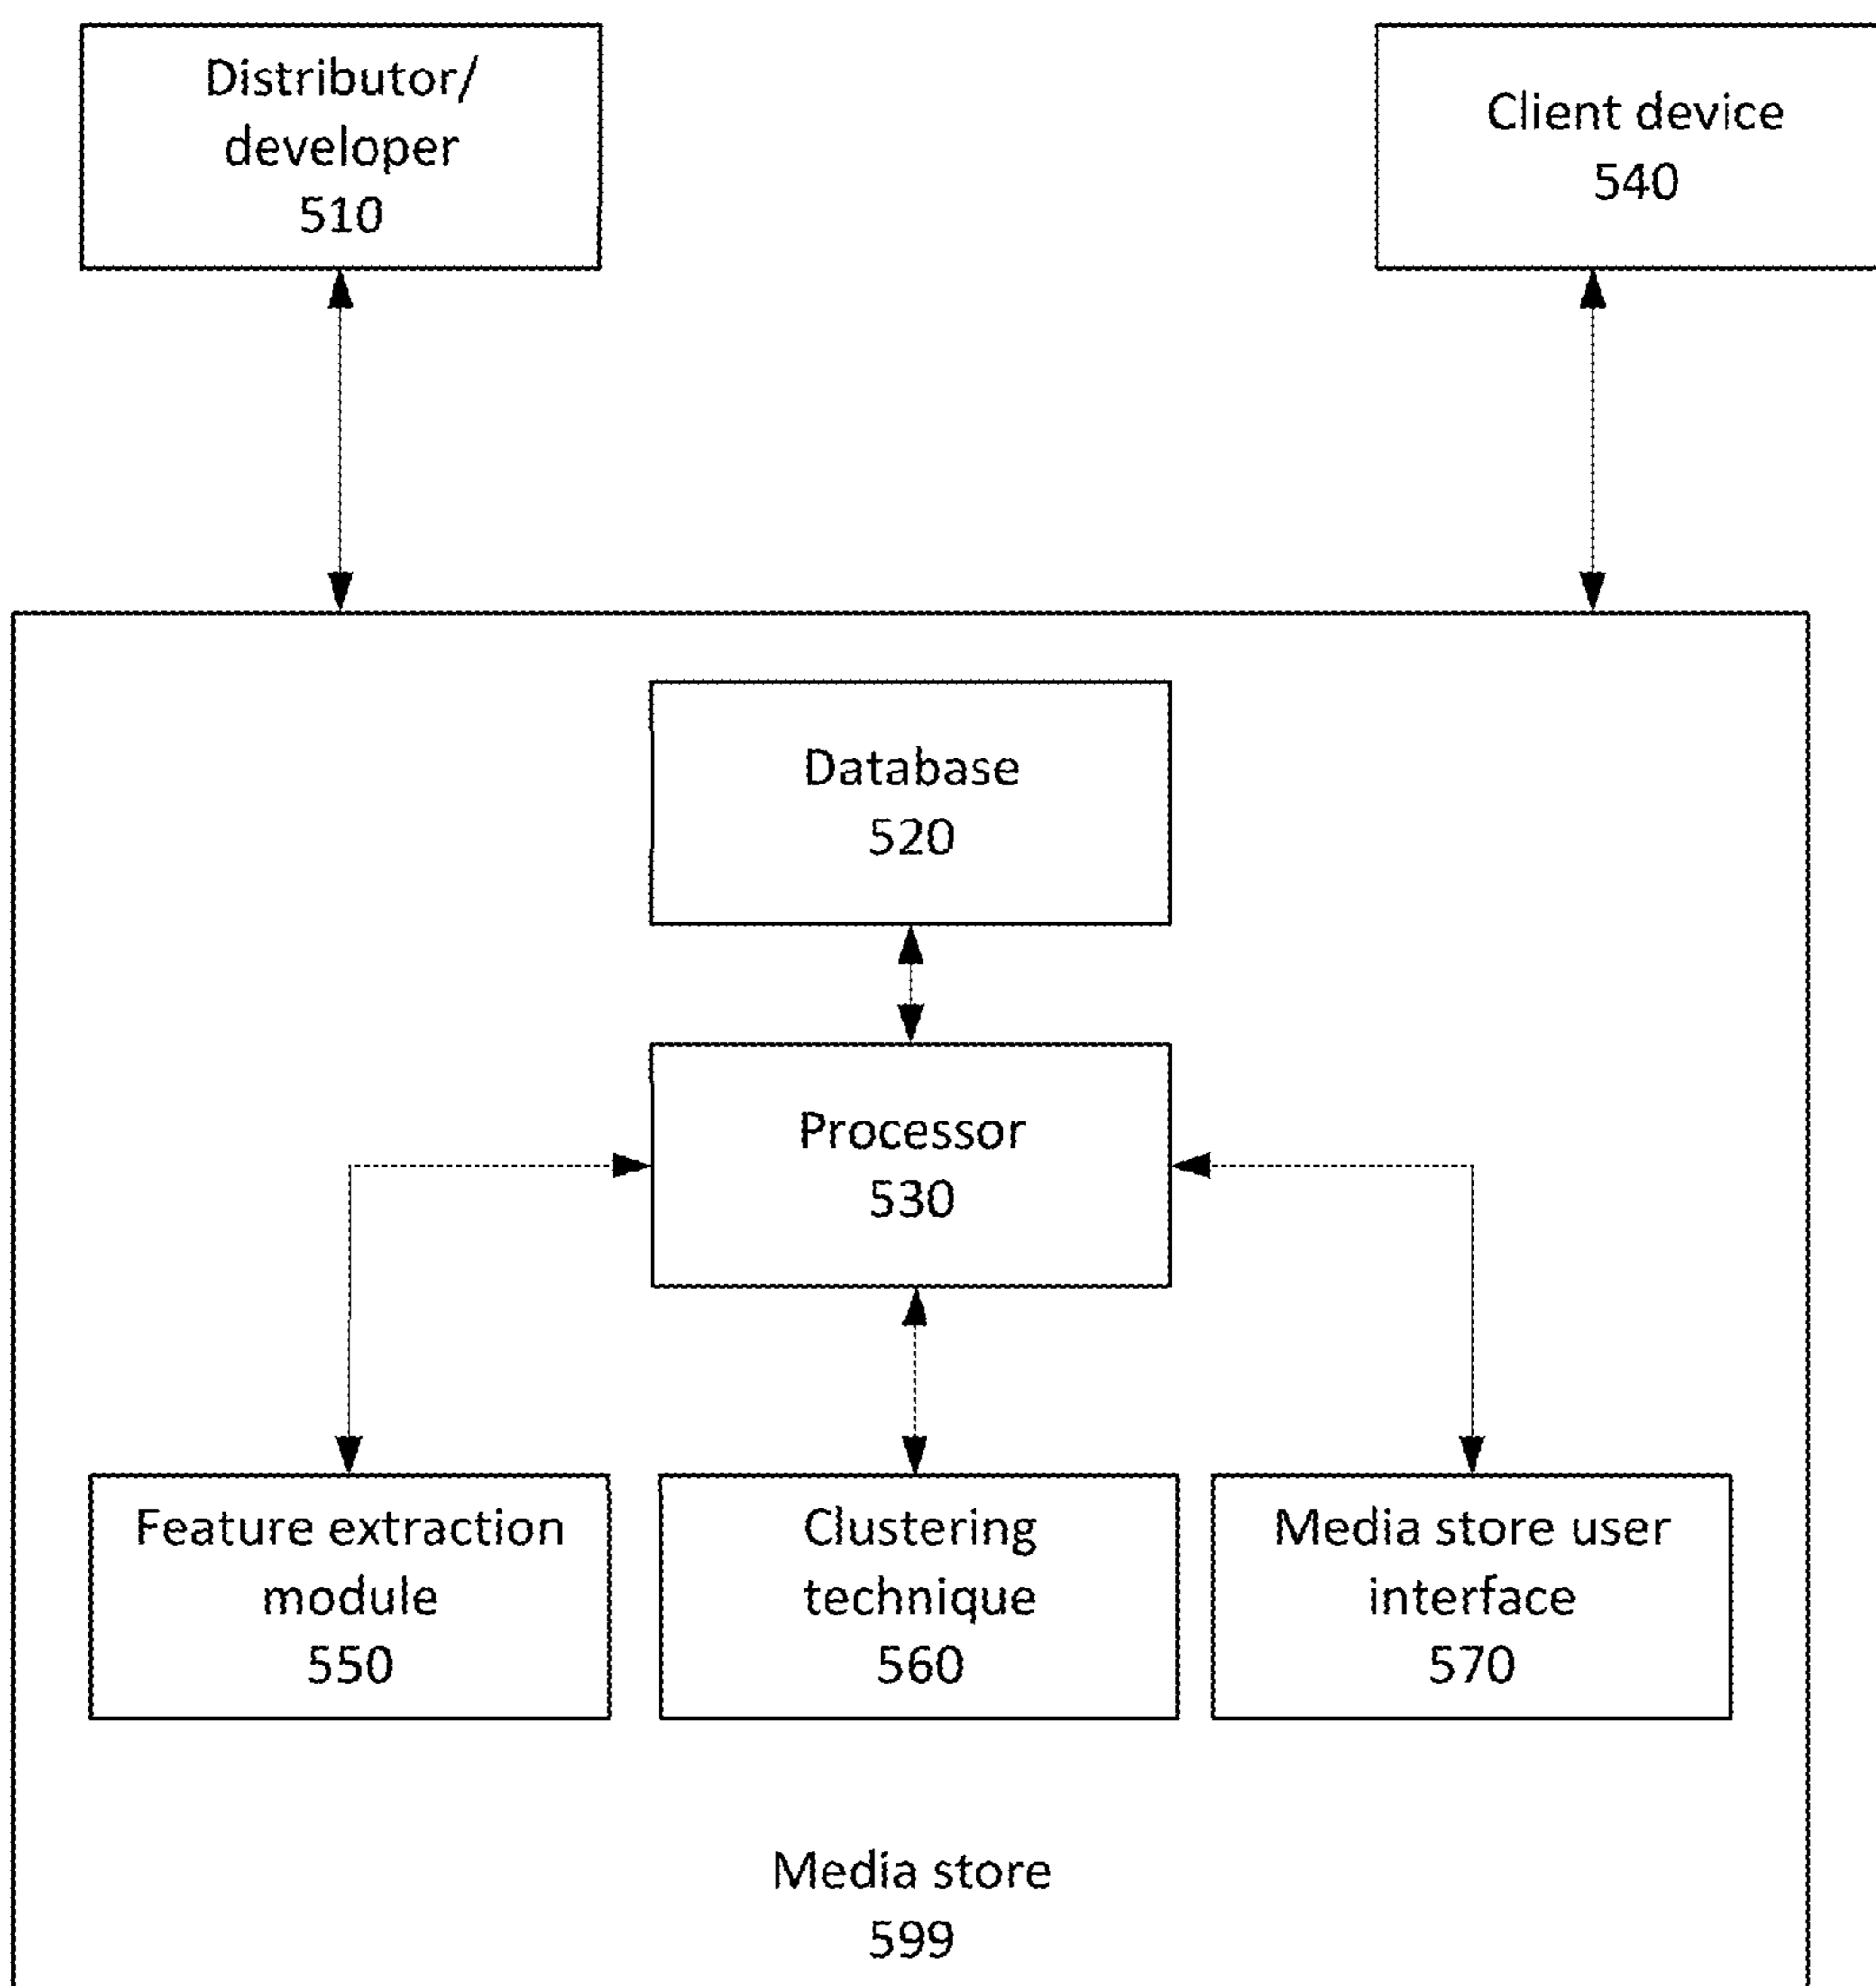 Distributor/
developer
510
Client device
540
Database
520
Processor
530
Feature extraction
module
550
Clustering
technique
560
Media store user
interface
570
Media store
599